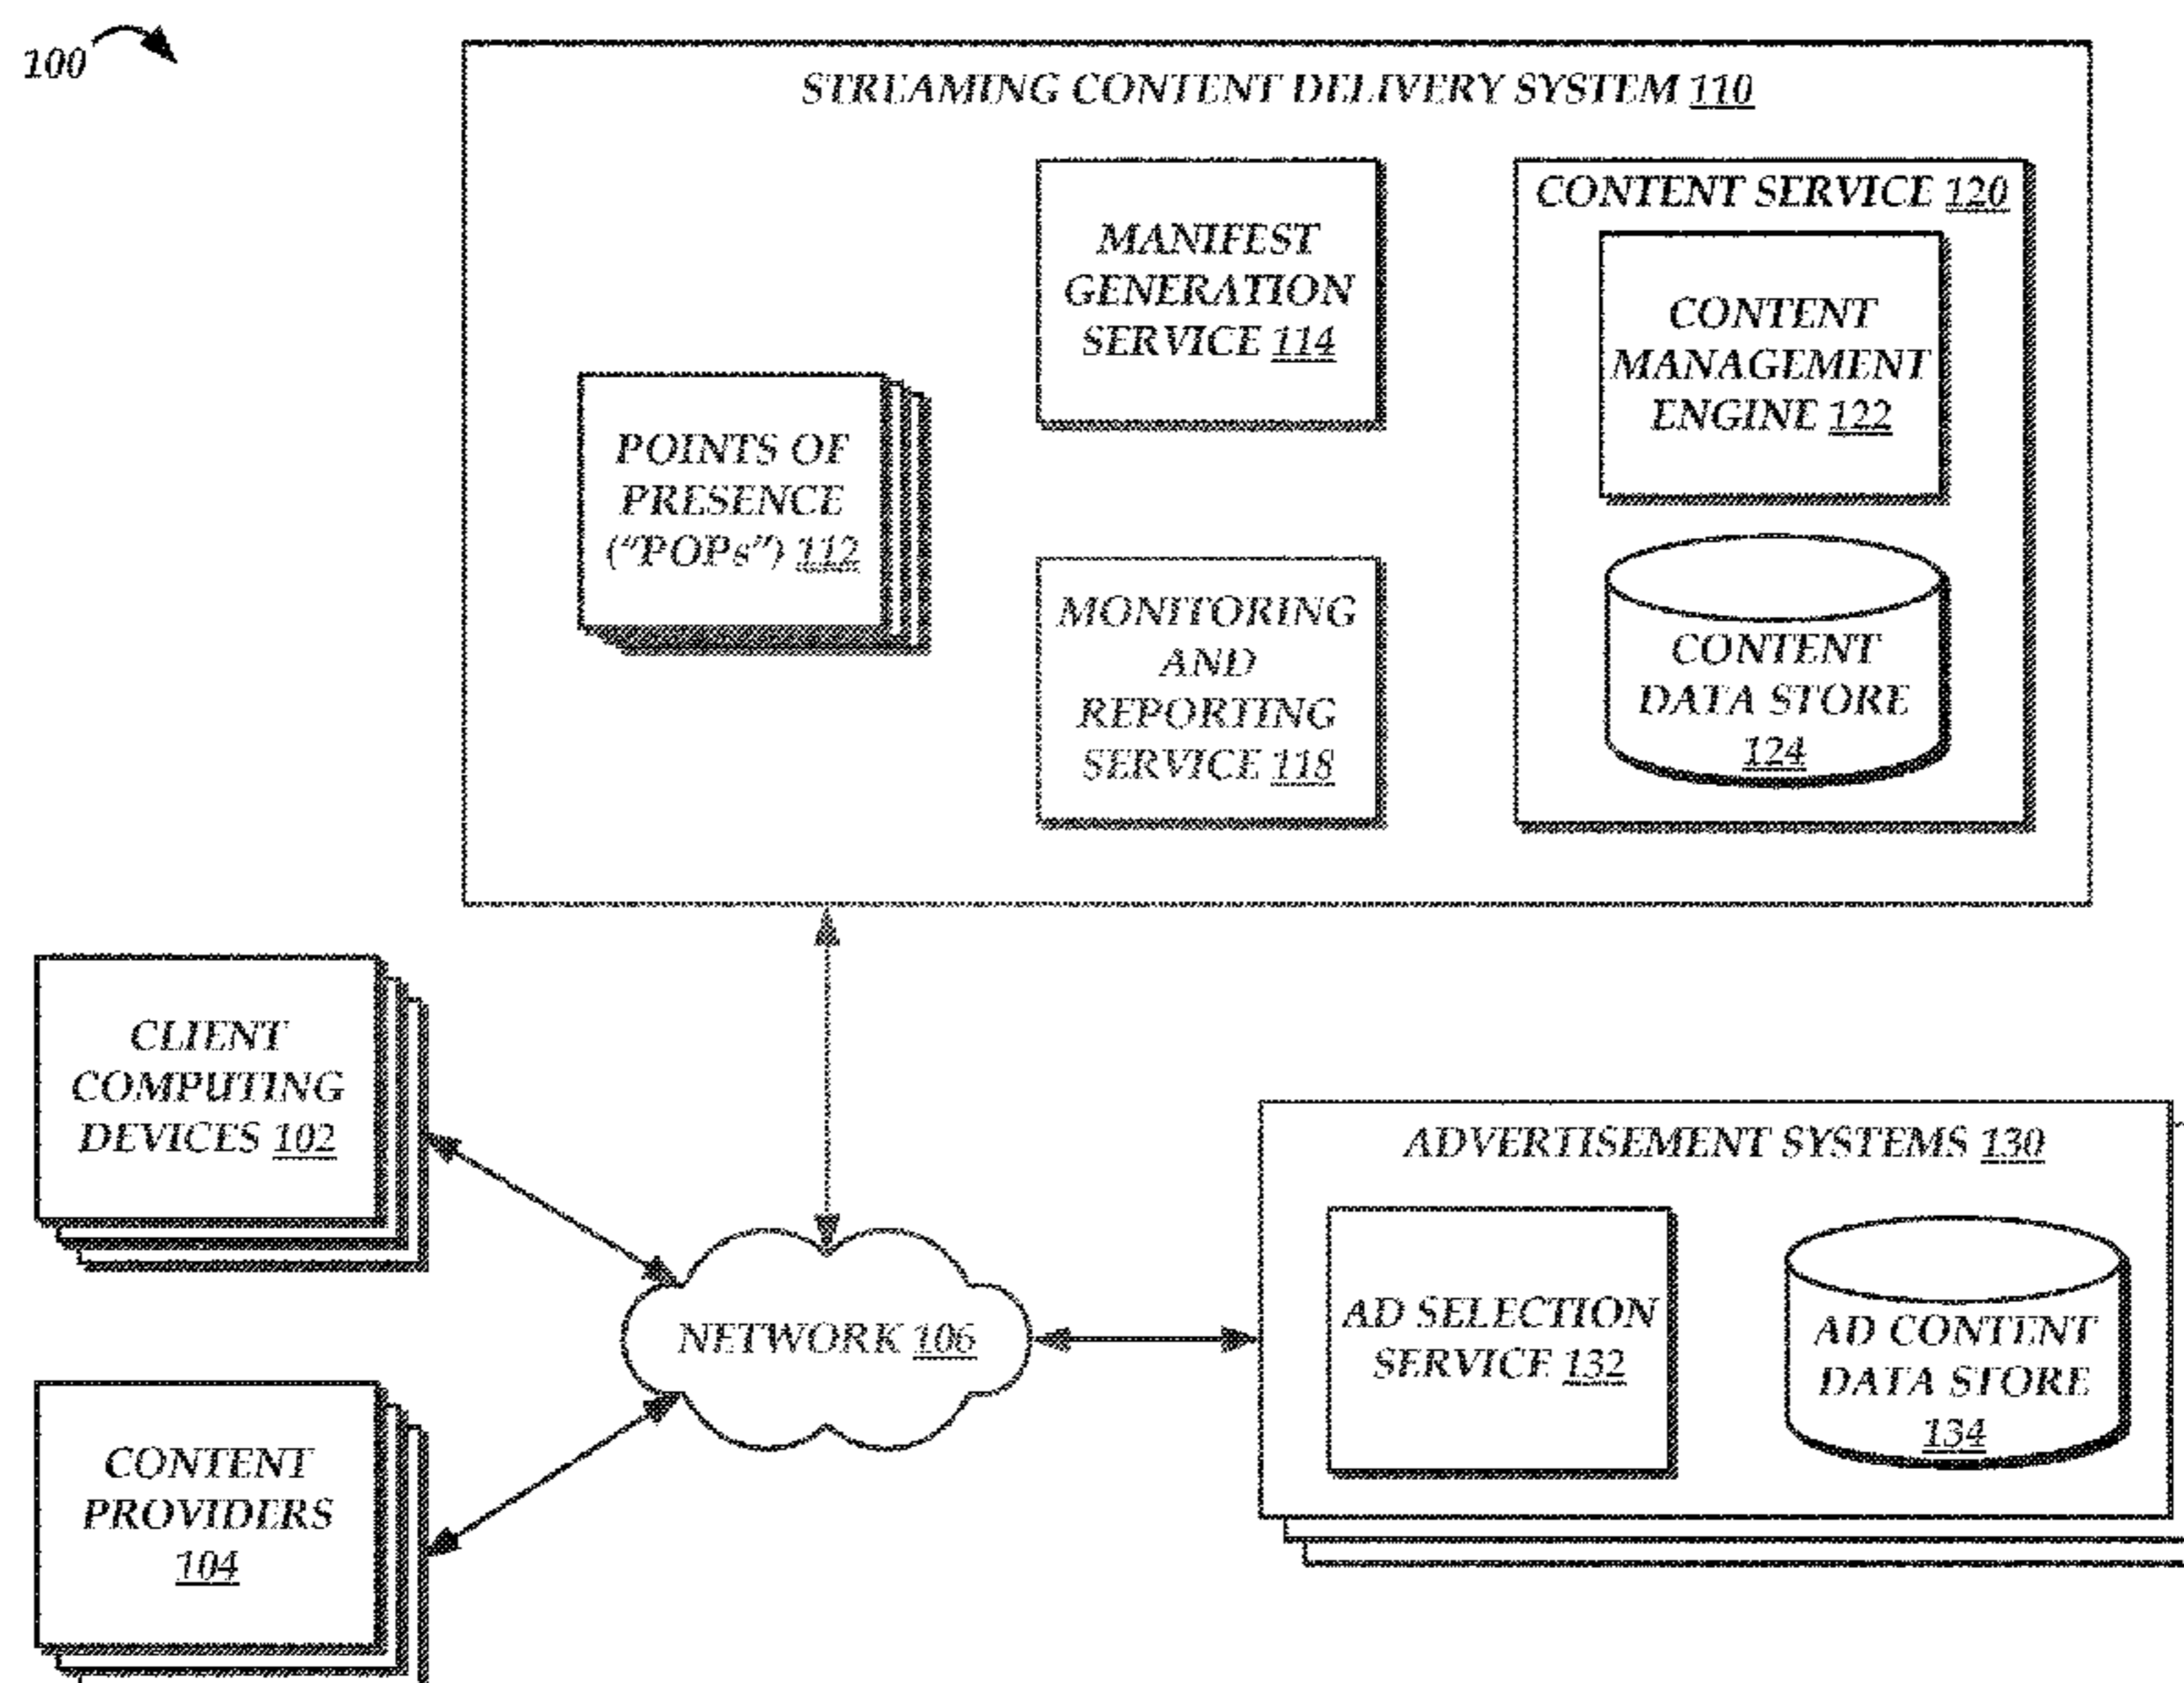 100
STREAMING CONTENT DELIVERY SYSTEM 110
POINTS OF
PRESENCE
("POPs") 112
MANIFEST
GENERATION
SERVICE 114
MONITORING
AND
REPORTING
SERVICE 118
CONTENT SERVICE 120
CONTENT
MANAGEMENT
ENGINE 122
CONTENT
DATA STORE
124
CLIENT
COMPUTING
DEVICES 102
CONTENT
PROVIDERS
104
NETWORK 106
ADVERTISEMENT SYSTEMS 130
AD SELECTION
SERVICE 132
AD CONTENT
DATA STORE
134